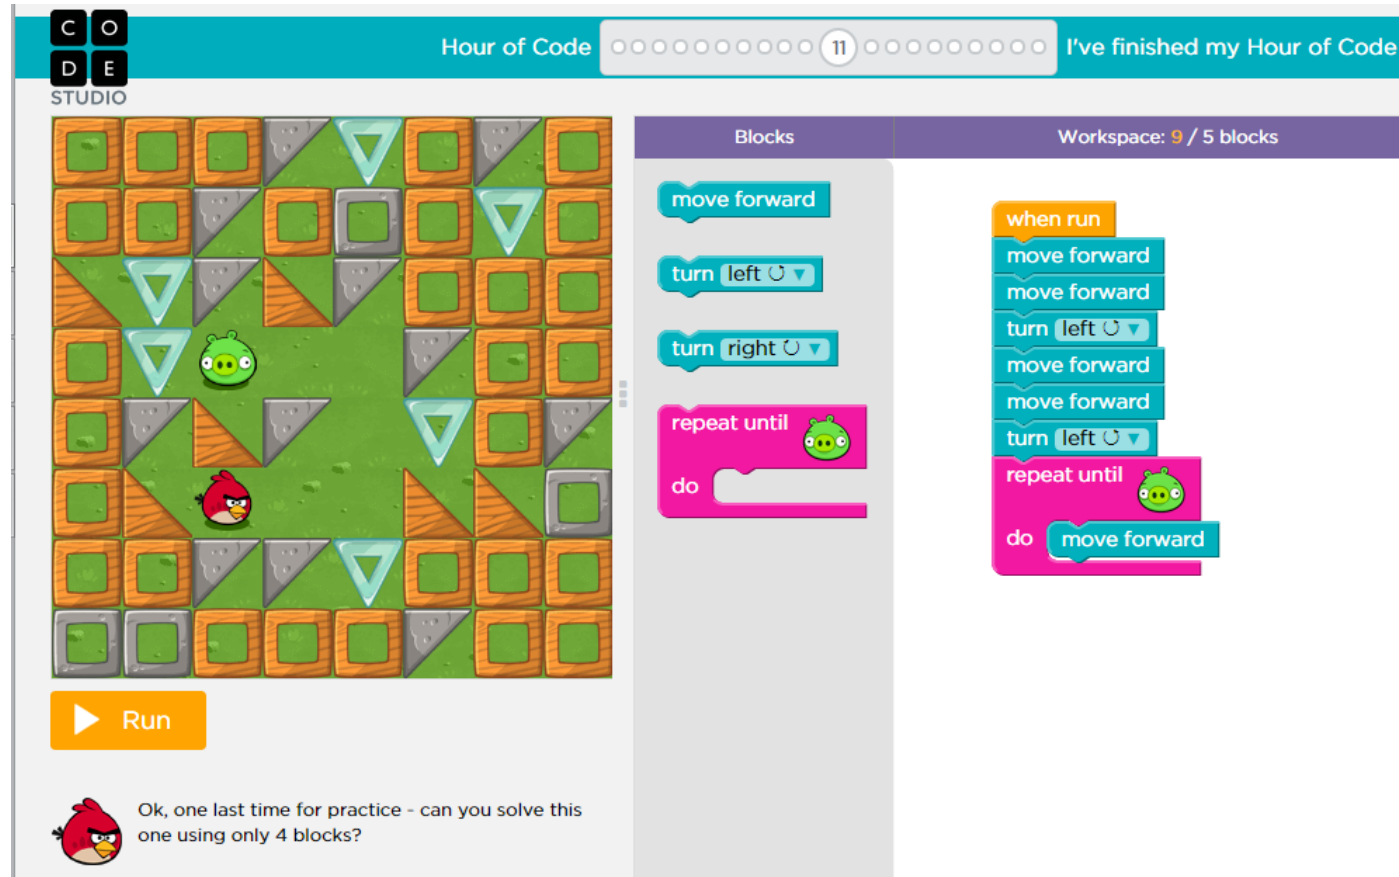 C O
D E
STUDIO
Hour of Code
11
I've finished my Hour of Code
Blocks
Workspace: 9 / 5 blocks
move forward
turn left
turn right
repeat until
do
when run
move forward
move forward
turn left
move forward
move forward
turn left
repeat until
do move forward
Run
Ok, one last time for practice - can you solve this
one using only 4 blocks?